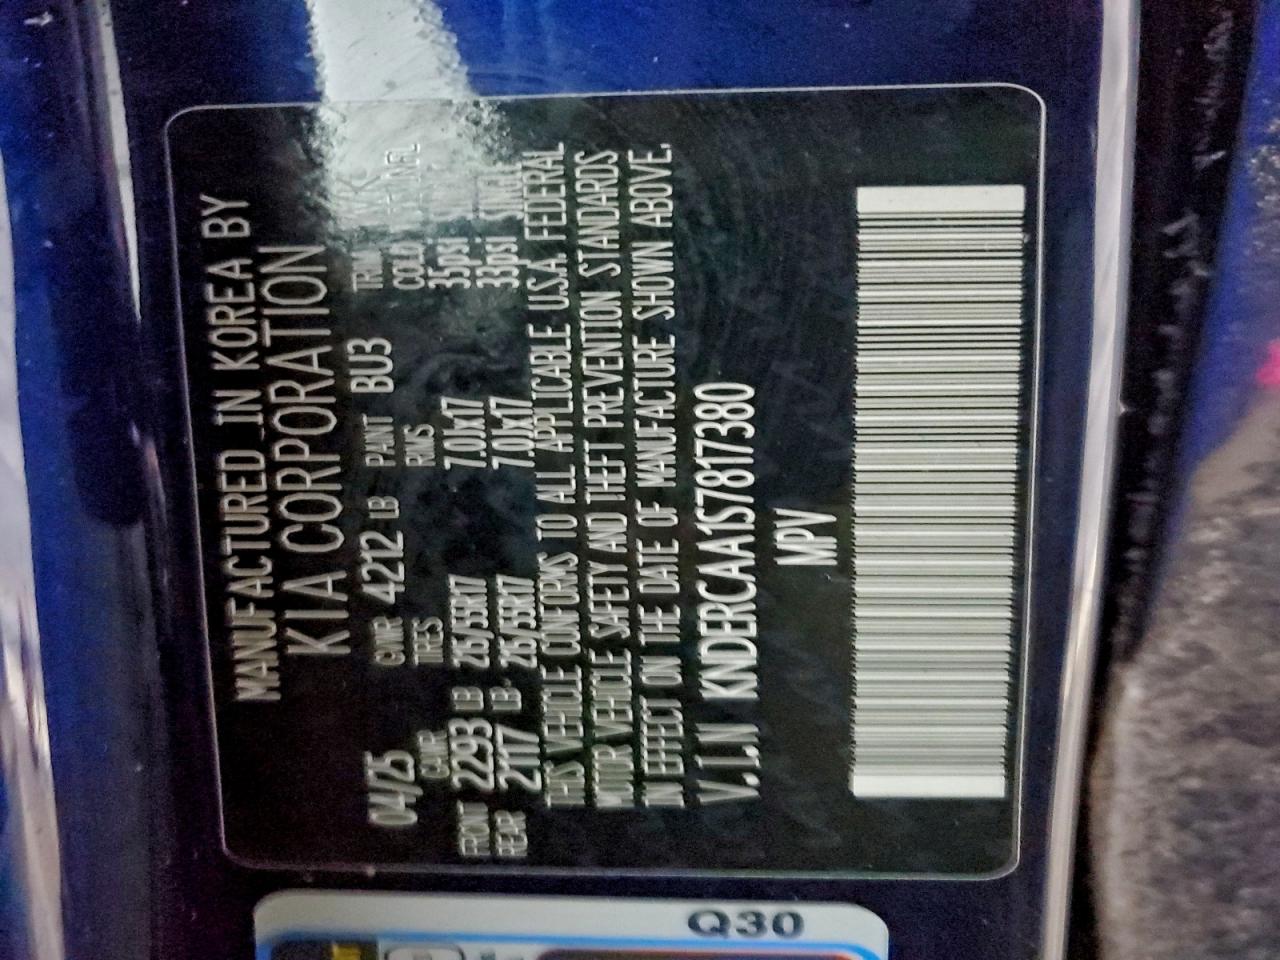 MANUFACTURED IN KOREA BY
KIA CORPORATION
04/25 GVWR 4212 LB PAINT BU3 TRIM
GAWR TIRES RIMS COLD
FRONT 2293 LB 215/55R17 7.0Jx17 35psi
REAR 2117 LB 215/55R17 7.0Jx17 33psi SINGLE
THIS VEHICLE CONFORMS TO ALL APPLICABLE U.S.A. FEDERAL
MOTOR VEHICLE SAFETY AND THEFT PREVENTION STANDARDS
IN EFFECT ON THE DATE OF MANUFACTURE SHOWN ABOVE.
V.I.N KNDERCAA1S7817380
MPV
Q30